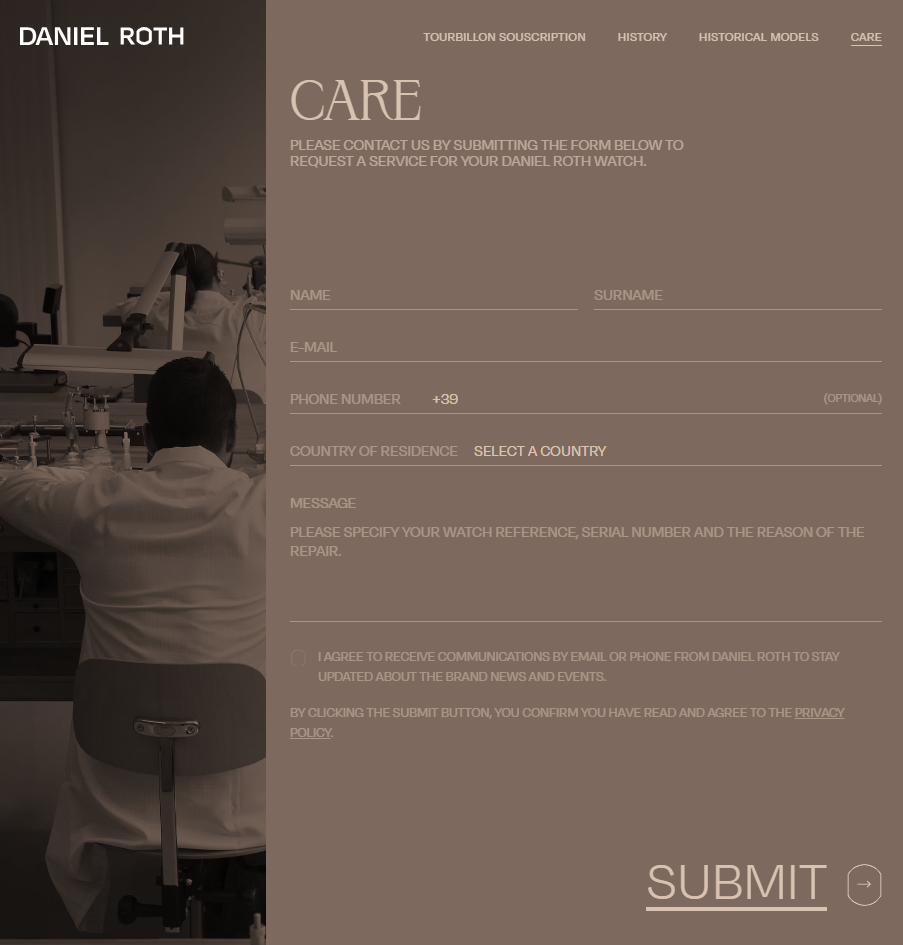 DANIEL ROTH
TOURBILLON SOUSCRIPTION HISTORY HISTORICAL MODELS CARE
CARE
PLEASE CONTACT US BY SUBMITTING THE FORM BELOW TO
REQUEST A SERVICE FOR YOUR DANIEL ROTH WATCH.
NAME SURNAME
E-MAIL
PHONE NUMBER +39 (OPTIONAL)
COUNTRY OF RESIDENCE SELECT A COUNTRY
MESSAGE
PLEASE SPECIFY YOUR WATCH REFERENCE, SERIAL NUMBER AND THE REASON OF THE
REPAIR.
I AGREE TO RECEIVE COMMUNICATIONS BY EMAIL OR PHONE FROM DANIEL ROTH TO STAY
UPDATED ABOUT THE BRAND NEWS AND EVENTS.
BY CLICKING THE SUBMIT BUTTON, YOU CONFIRM YOU HAVE READ AND AGREE TO THE PRIVACY
POLICY.
SUBMIT →